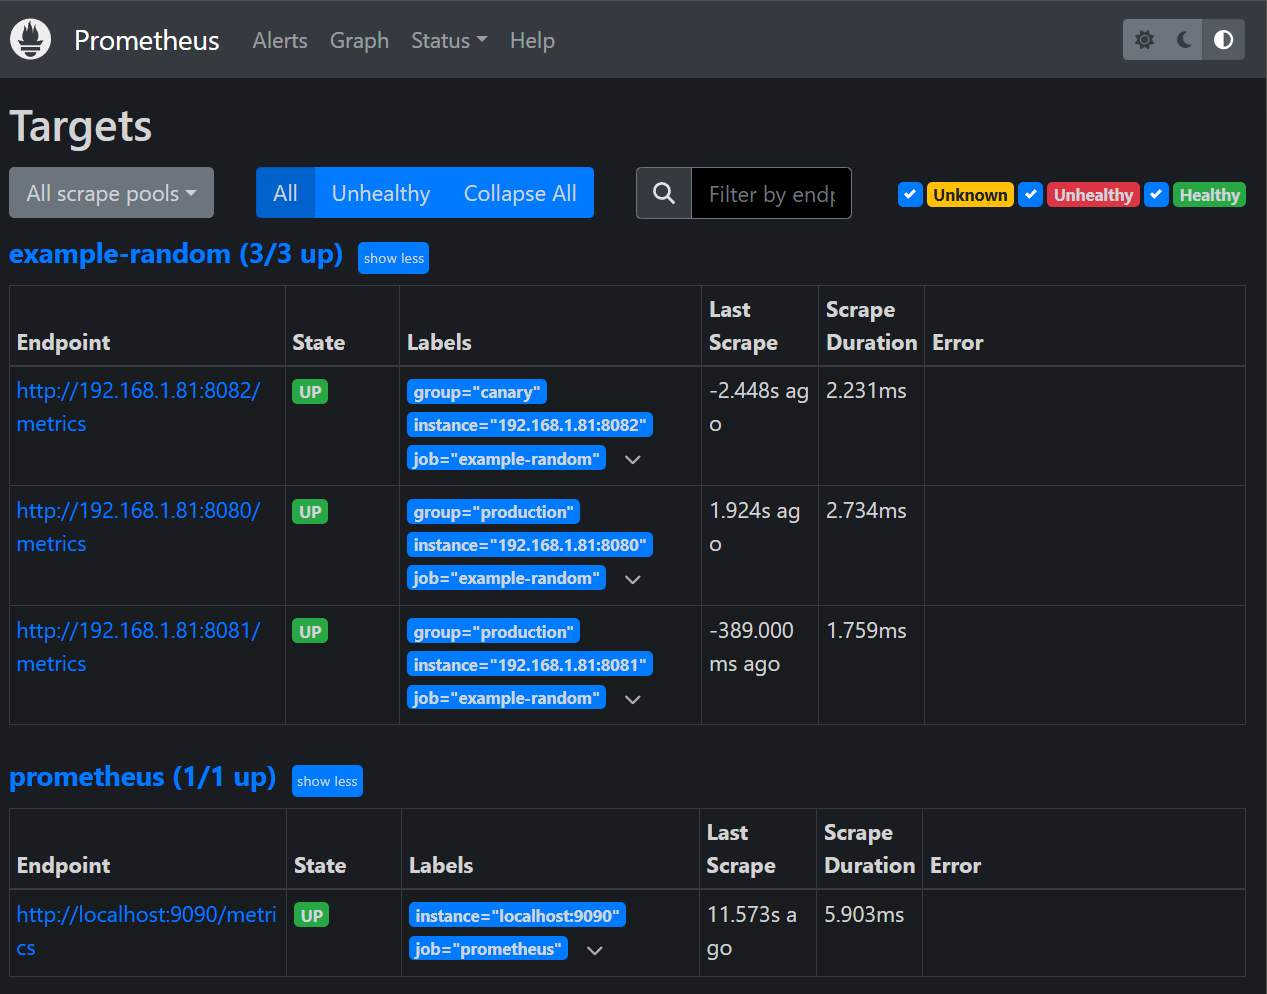 Prometheus Alerts Graph Status Help
Targets
All scrape pools All Unhealthy Collapse All Filter by endp Unknown Unhealthy Healthy
example-random (3/3 up) show less
Endpoint State Labels Last Scrape Scrape Duration Error
http://192.168.1.81:8082/ UP group="canary" -2.448s ag 2.231ms
metrics instance="192.168.1.81:8082" o
job="example-random"
http://192.168.1.81:8080/ UP group="production" 1.924s ag 2.734ms
metrics instance="192.168.1.81:8080" o
job="example-random"
http://192.168.1.81:8081/ UP group="production" -389.000 1.759ms
metrics instance="192.168.1.81:8081" ms ago
job="example-random"
prometheus (1/1 up) show less
Endpoint State Labels Last Scrape Scrape Duration Error
http://localhost:9090/metri UP instance="localhost:9090" 11.573s a 5.903ms
cs job="prometheus" go